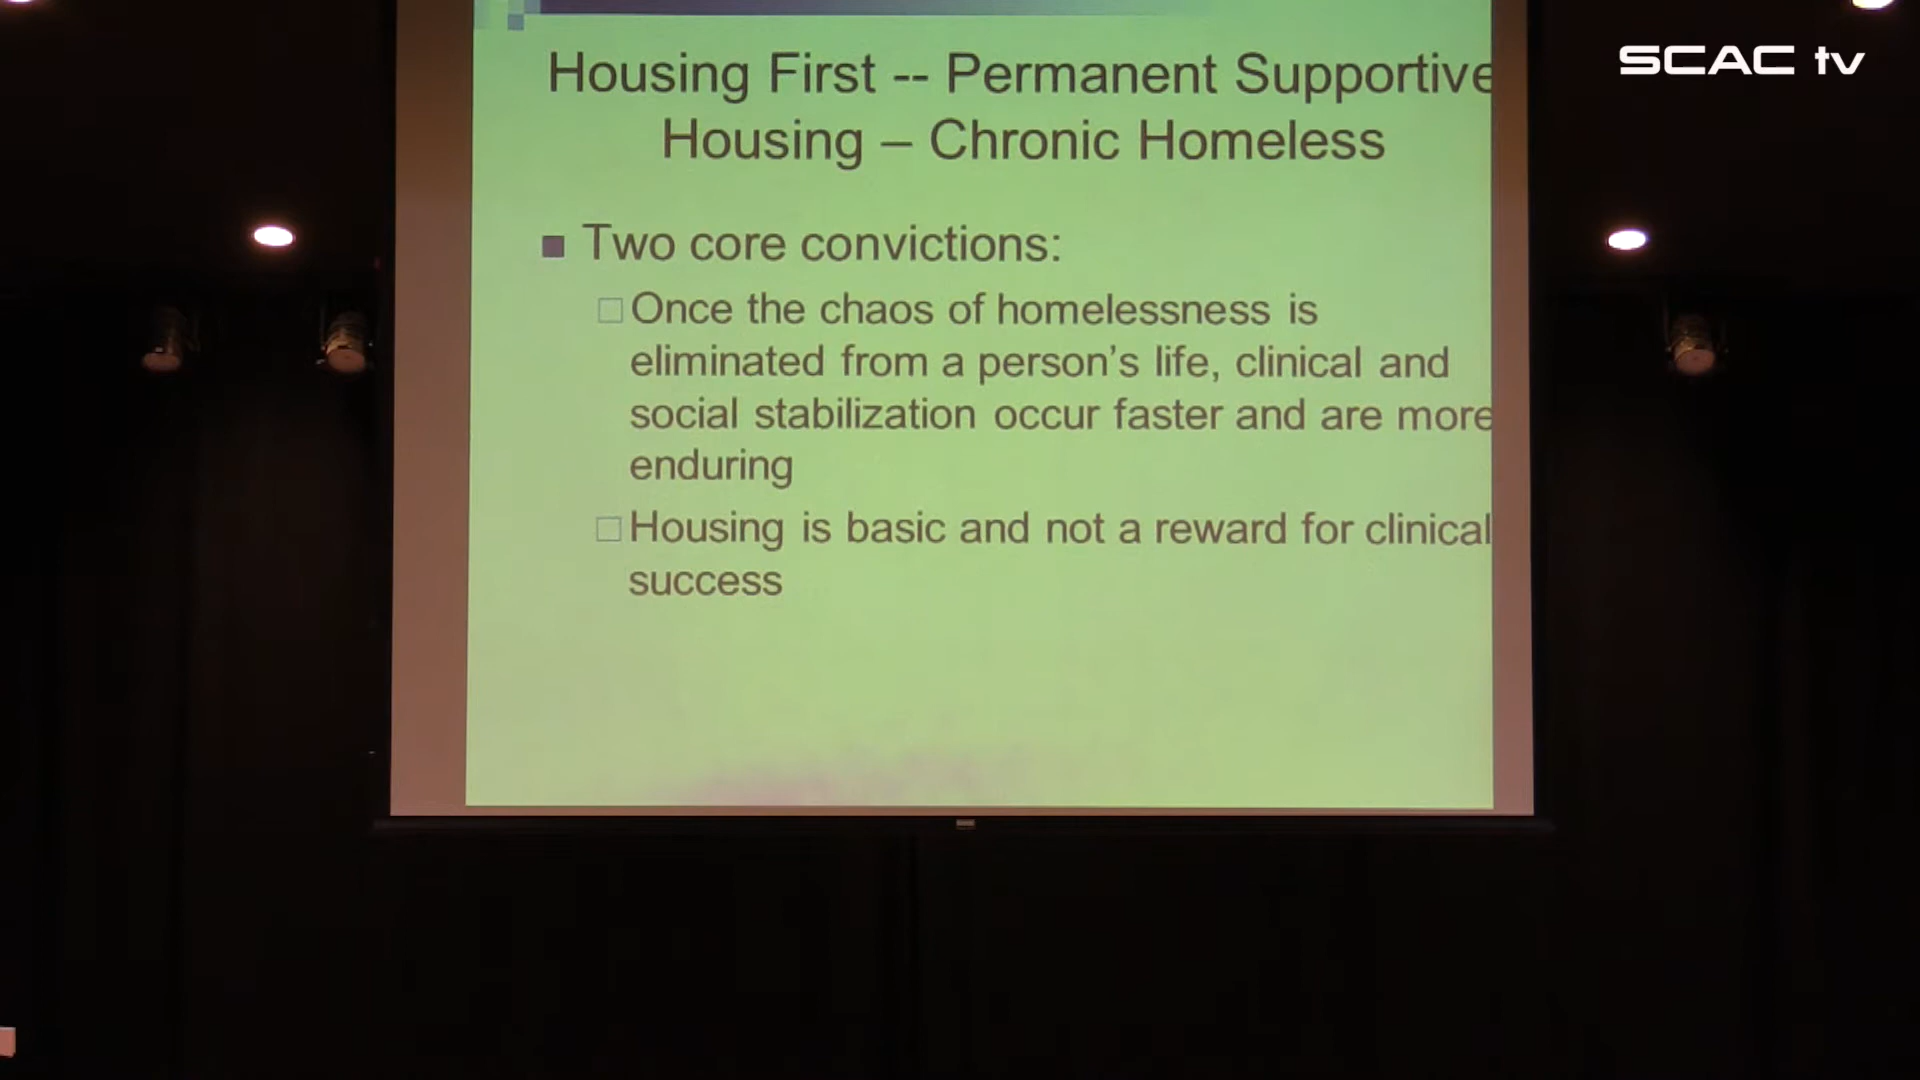 SCAC tv
Housing First -- Permanent Supportive
Housing – Chronic Homeless
Two core convictions:
Once the chaos of homelessness is
eliminated from a person’s life, clinical and
social stabilization occur faster and are more
enduring
Housing is basic and not a reward for clinical
success